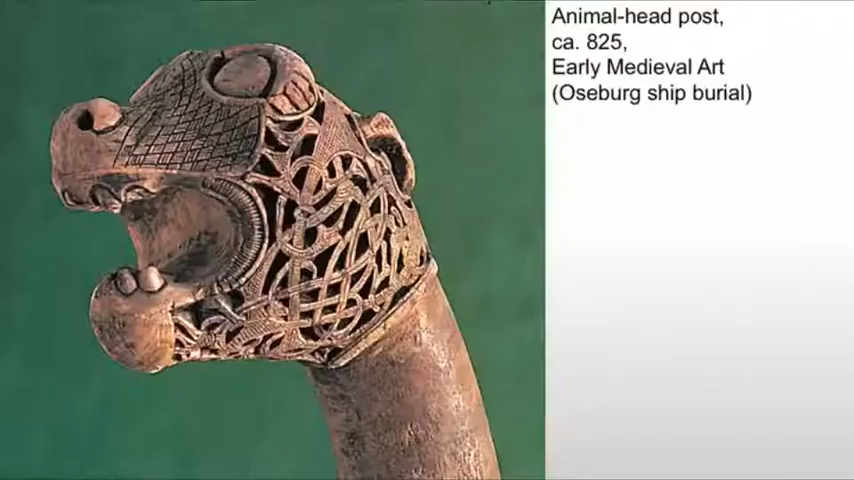 Animal-head post,
ca. 825,
Early Medieval Art
(Oseburg ship burial)